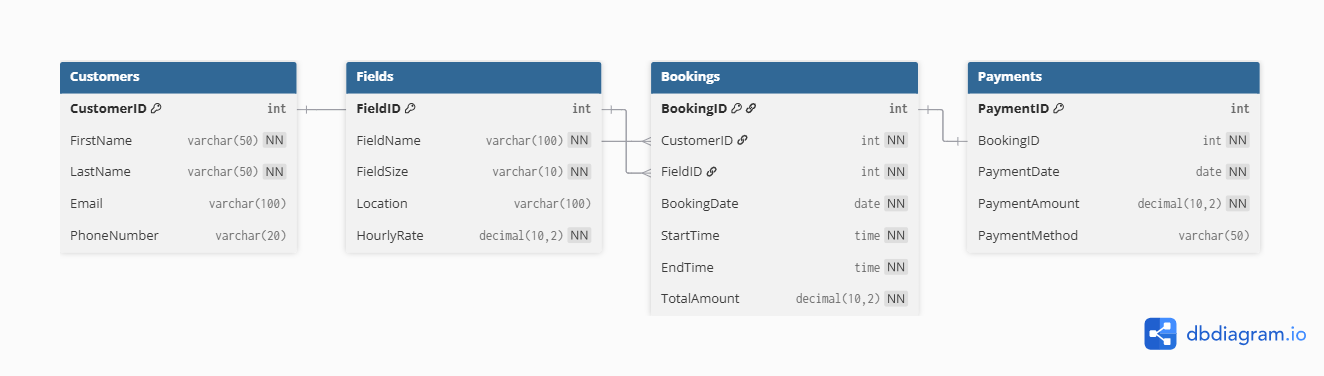 Customers
CustomerID int
FirstName varchar(50) NN
LastName varchar(50) NN
Email varchar(100)
PhoneNumber varchar(20)
Fields
FieldID int
FieldName varchar(100) NN
FieldSize varchar(10) NN
Location varchar(100)
HourlyRate decimal(10,2) NN
Bookings
BookingID int NN
CustomerID int NN
FieldID int NN
BookingDate date NN
StartTime time NN
EndTime time NN
TotalAmount decimal(10,2) NN
Payments
PaymentID int
BookingID int NN
PaymentDate date NN
PaymentAmount decimal(10,2) NN
PaymentMethod varchar(50)
dbdiagram.io